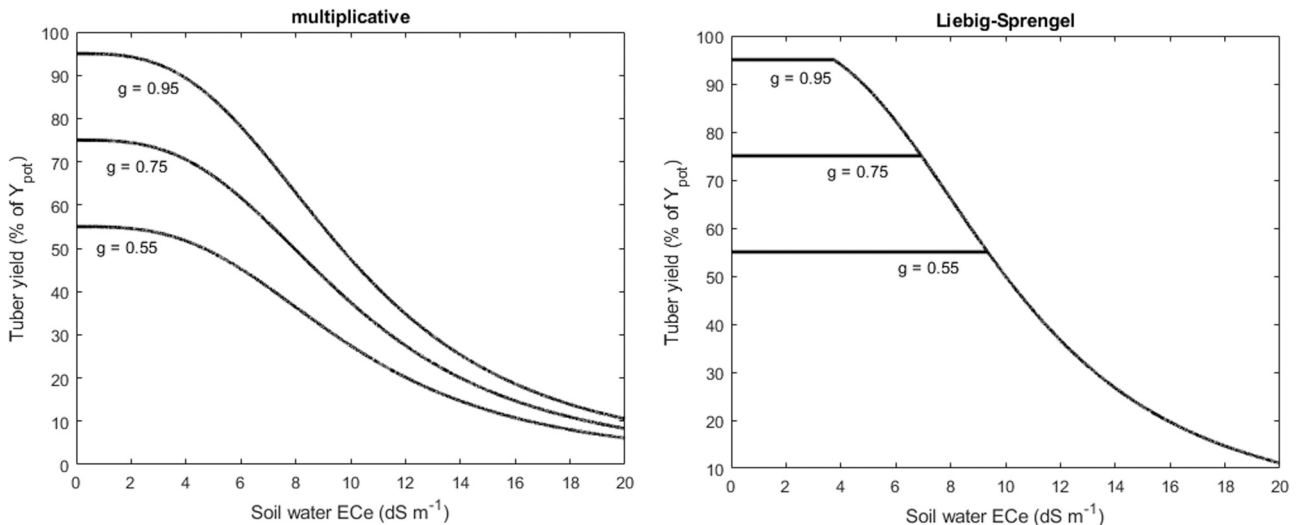 multiplicative
100
90
80
70
60
50
40
30
20
10
0
Tuber yield (% of Y_pot)
g = 0.95
g = 0.75
g = 0.55
0 2 4 6 8 10 12 14 16 18 20
Soil water ECe (dS m⁻¹)
Liebig-Sprengel
100
90
80
70
60
50
40
30
20
10
Tuber yield (% of Y_pot)
g = 0.95
g = 0.75
g = 0.55
0 2 4 6 8 10 12 14 16 18 20
Soil water ECe (dS m⁻¹)